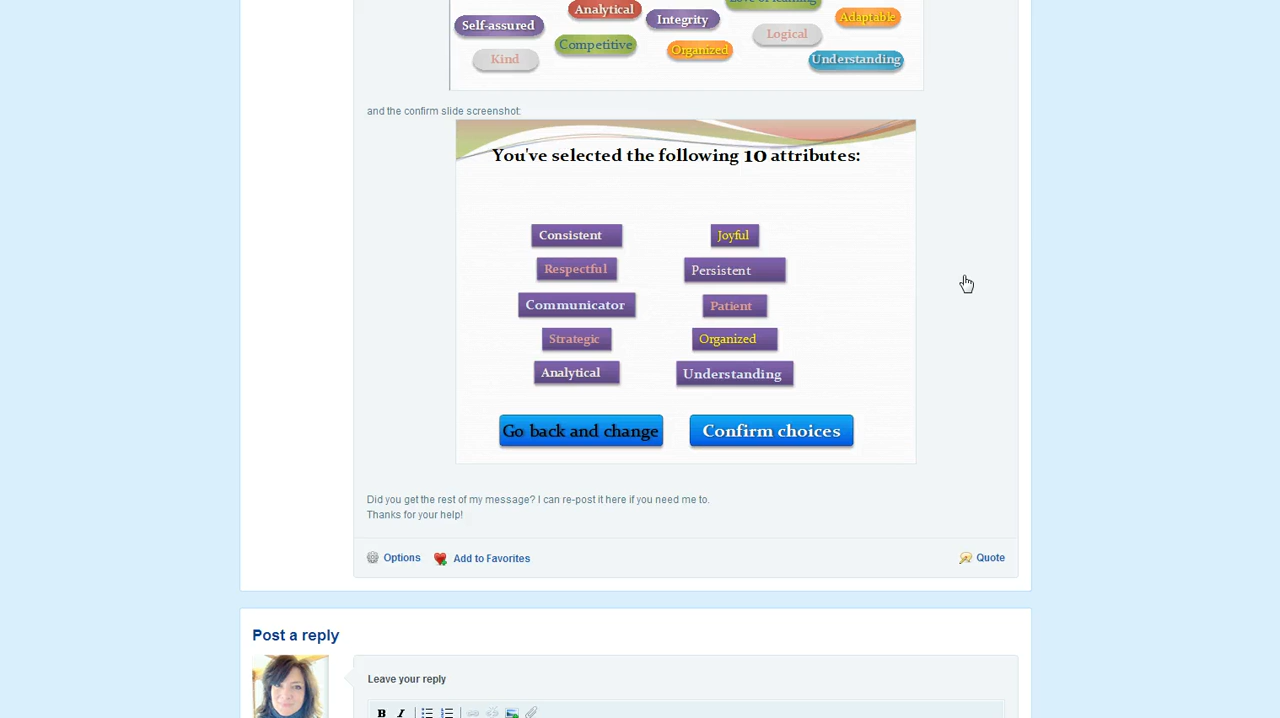 Analytical
Love of learning
Self-assured
Integrity
Adaptable
Competitive
Organized
Logical
Kind
Understanding
and the confirm slide screenshot:
You've selected the following 10 attributes:
Consistent
Joyful
Respectful
Persistent
Communicator
Patient
Strategic
Organized
Analytical
Understanding
Go back and change
Confirm choices
Did you get the rest of my message? I can re-post it here if you need me to.
Thanks for your help!
Options
Add to Favorites
Quote
Post a reply
Leave your reply
B I